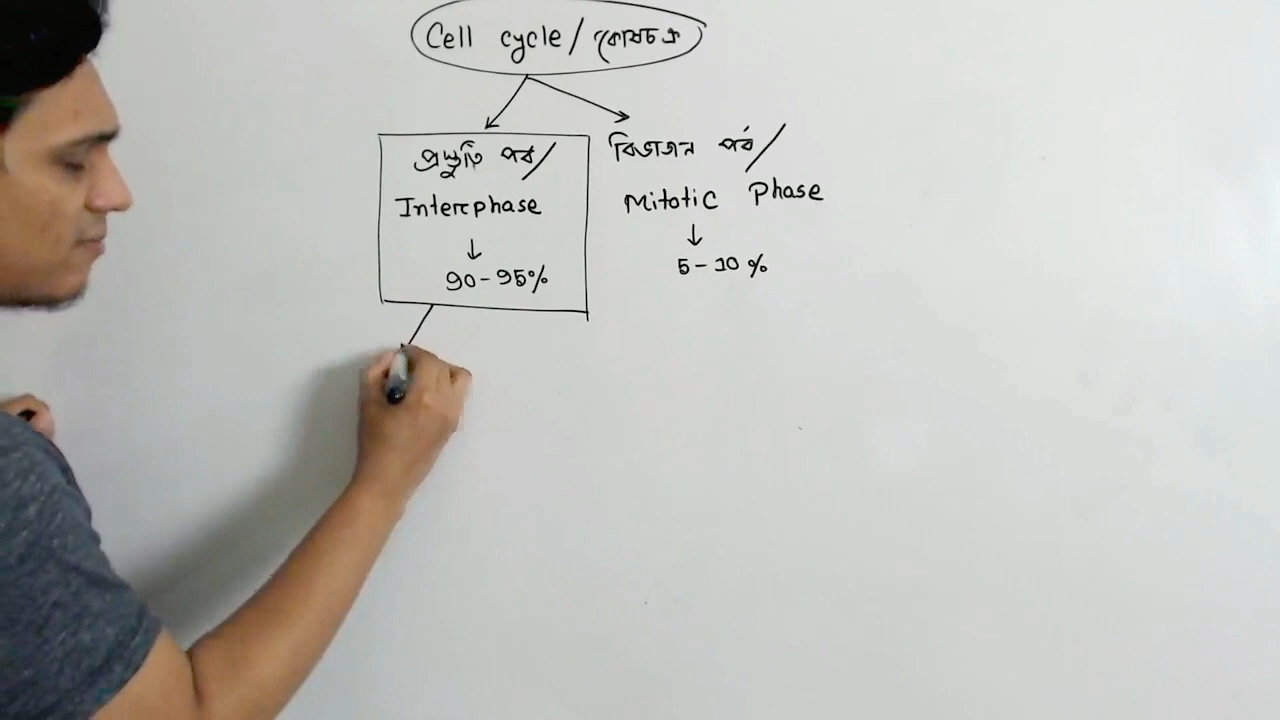 Cell cycle / কোষচক্র
প্রস্তুতি পর্ব/
Interphase
↓
90-95%
বিভাজন পর্ব/
Mitotic Phase
↓
5-10%